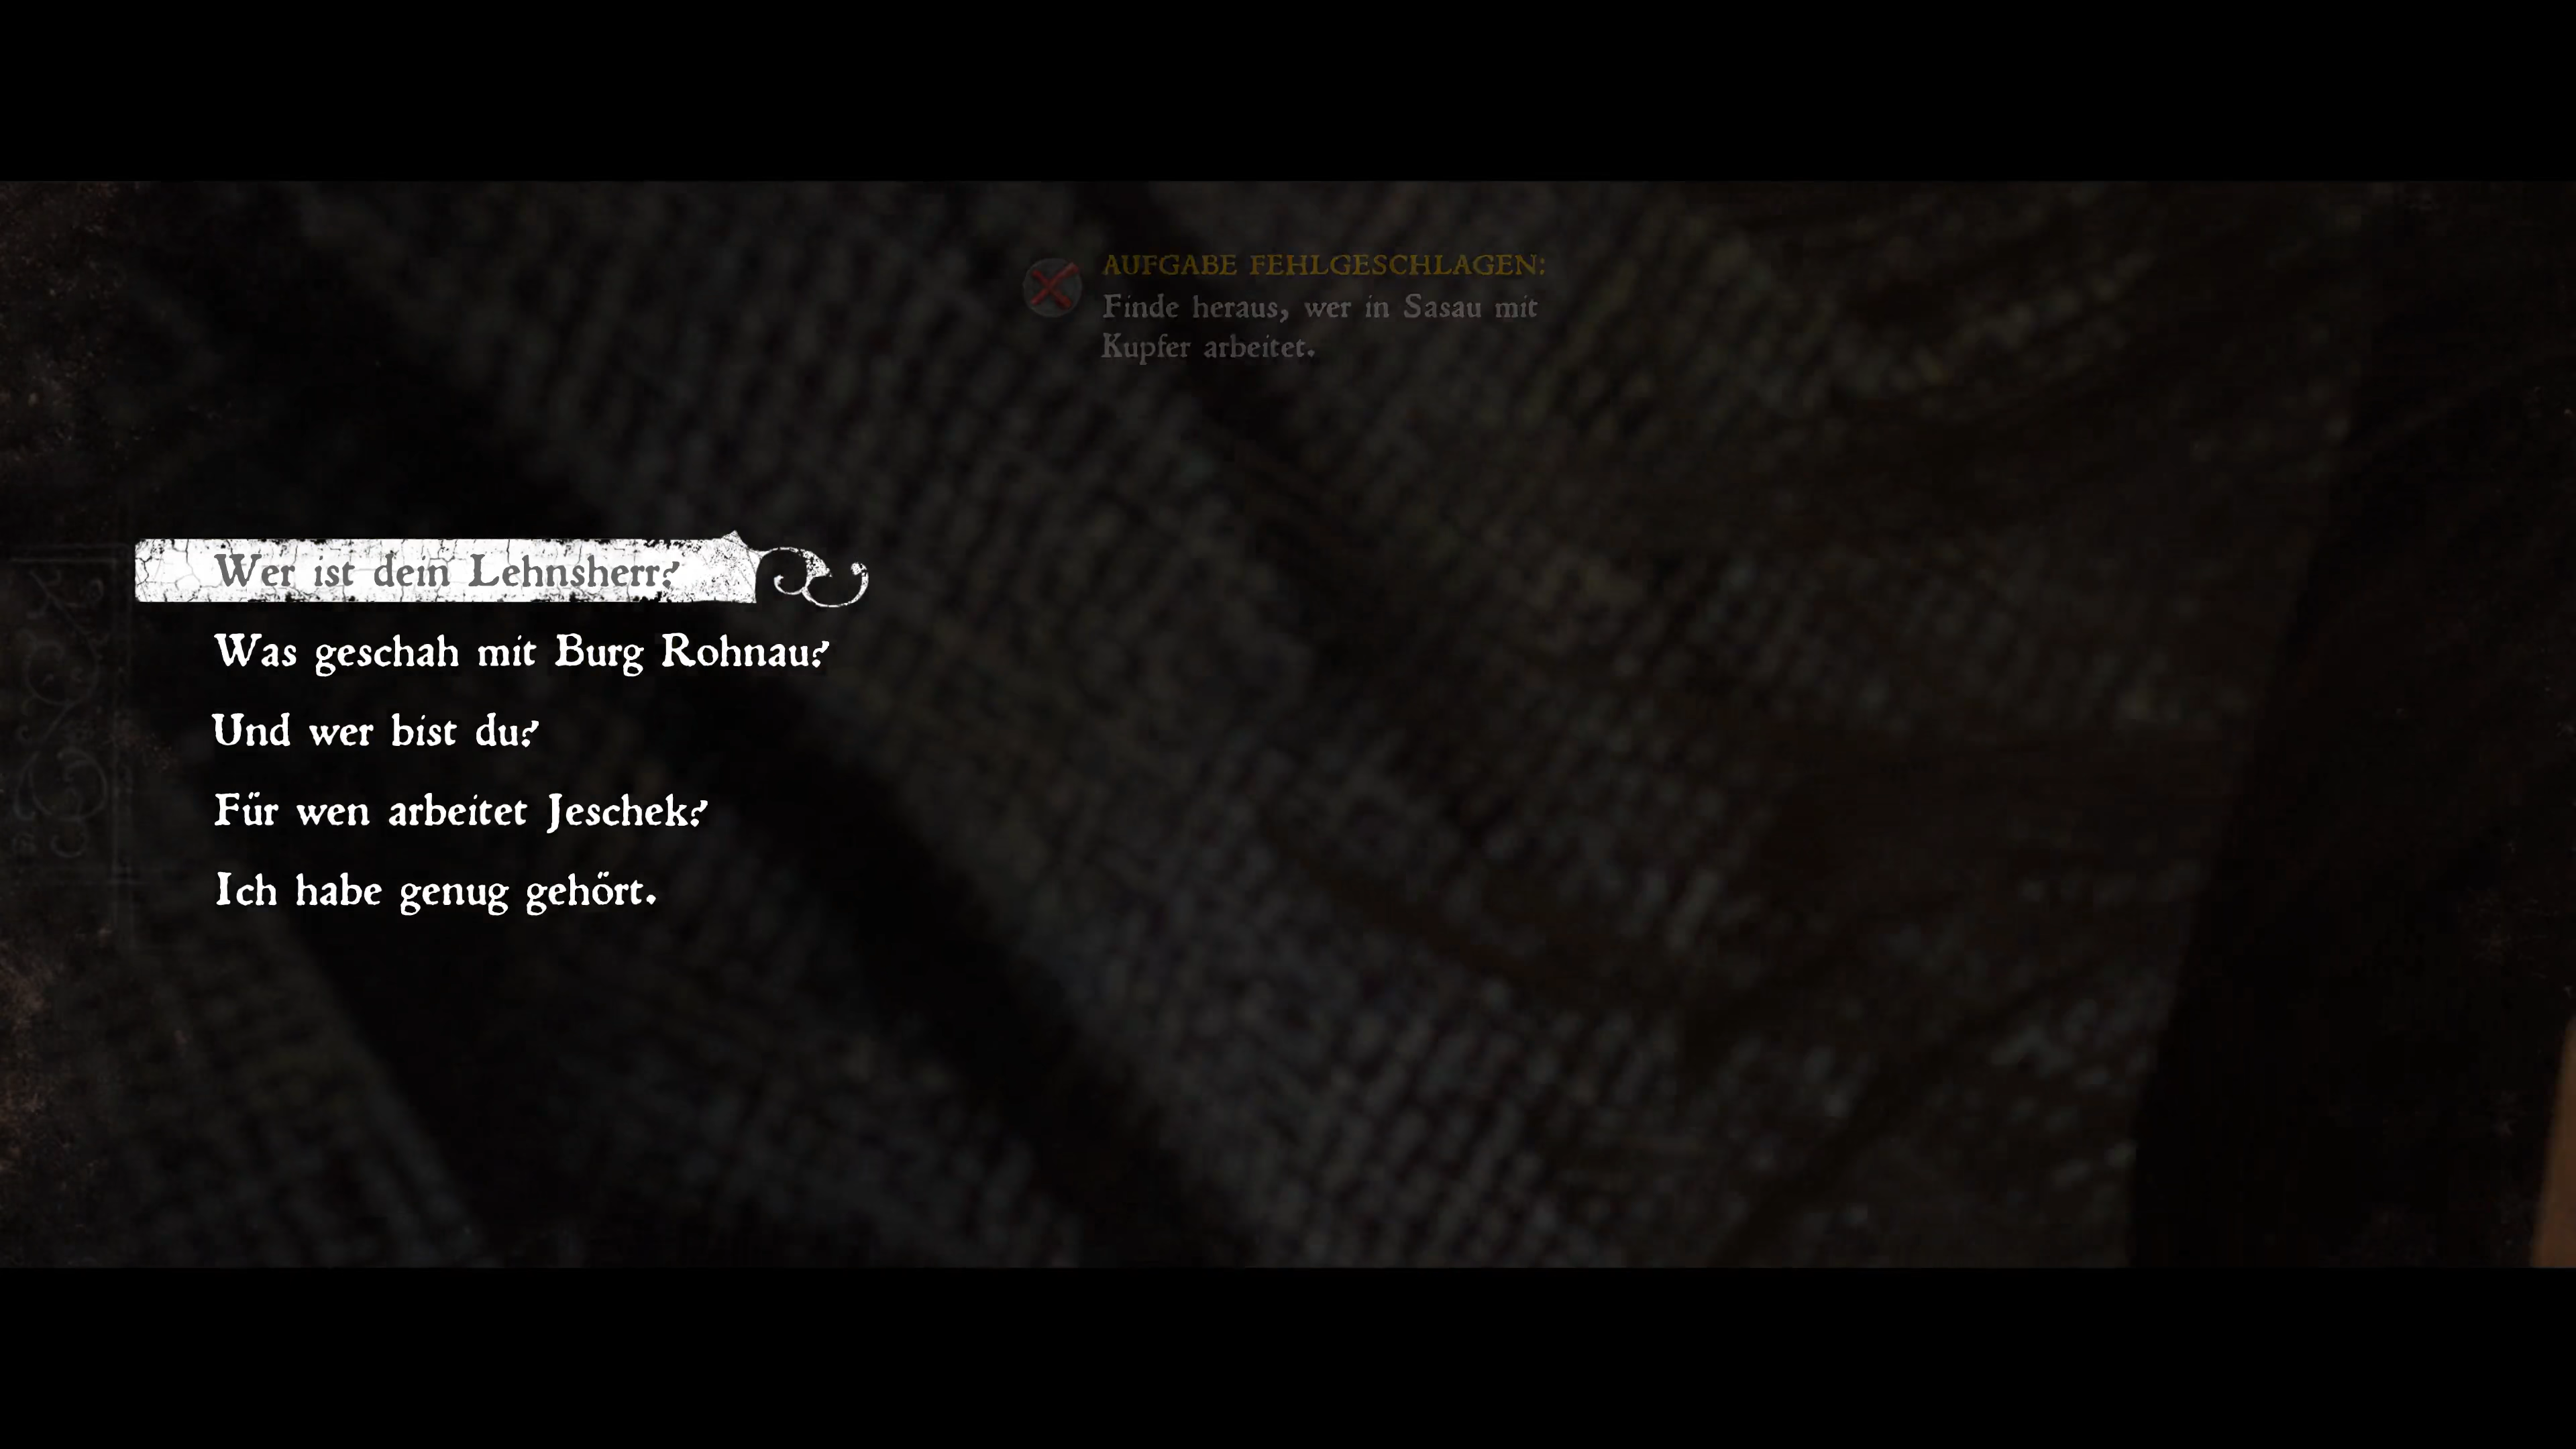 AUFGABE FEHLGESCHLAGEN:
Finde heraus, wer in Sasau mit
Kupfer arbeitet.
Wer ist dein Lehnsherr?
Was geschah mit Burg Rohnau?
Und wer bist du?
Für wen arbeitet Jeschek?
Ich habe genug gehört.